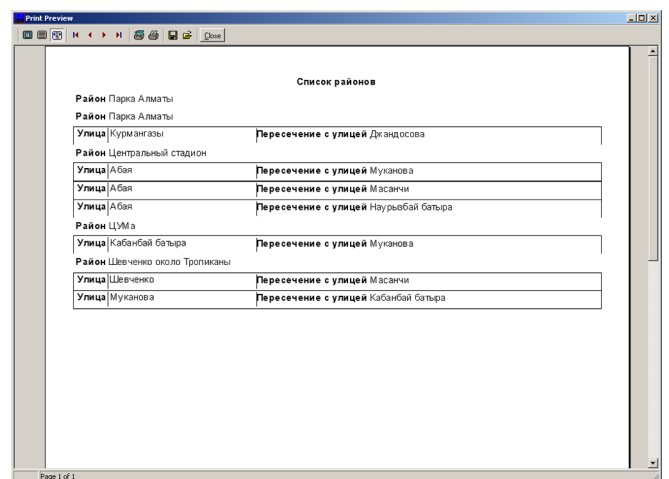 Print Preview
Close
Список районов
Район Парка Алматы
Район Парка Алматы
Улица Курмангазы Пересечение с улицей Джандосова
Район Центральный стадион
Улица Абая Пересечение с улицей Муканова
Улица Абая Пересечение с улицей Масанчи
Улица Абая Пересечение с улицей Наурызбай батыра
Район ЦУМа
Улица Кабанбай батыра Пересечение с улицей Муканова
Район Шевченко около Тропиканы
Улица Шевченко Пересечение с улицей Масанчи
Улица Муканова Пересечение с улицей Кабанбай батыра
Page 1 of 1